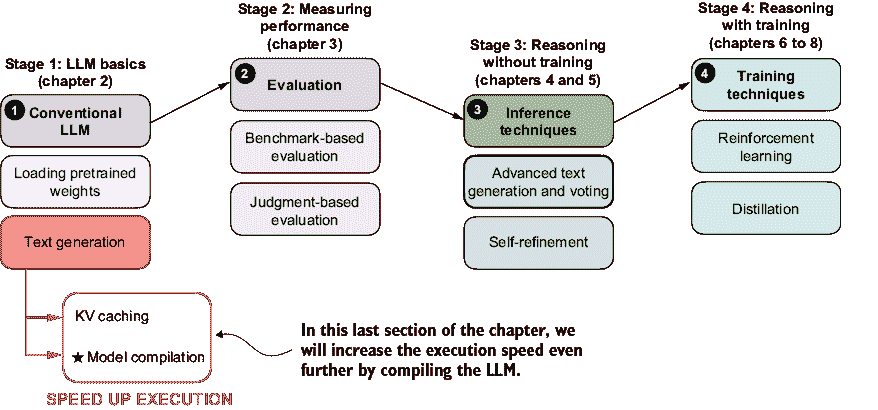 Stage 1: LLM basics
(chapter 2)
1
Conventional
LLM
Loading pretrained
weights
Text generation
KV caching
★ Model compilation
SPEED UP EXECUTION
Stage 2: Measuring
performance
(chapter 3)
2
Evaluation
Benchmark-based
evaluation
Judgment-based
evaluation
Stage 3: Reasoning
without training
(chapters 4 and 5)
3
Inference
techniques
Advanced text
generation and voting
Self-refinement
Stage 4: Reasoning
with training
(chapters 6 to 8)
4
Training
techniques
Reinforcement
learning
Distillation
In this last section of the chapter, we
will increase the execution speed even
further by compiling the LLM.